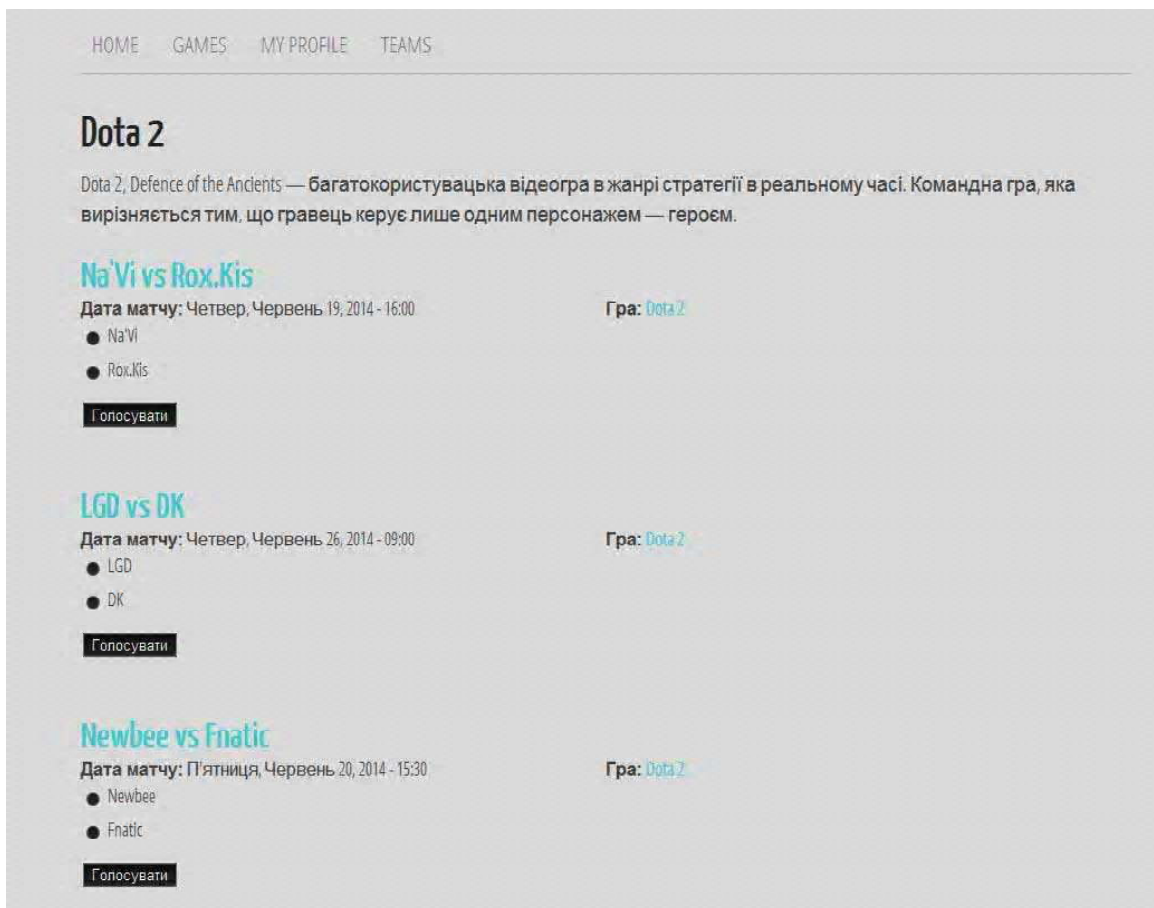 HOME GAMES MY PROFILE TEAMS
Dota 2
Dota 2, Defence of the Ancients — багатокористувацька відеогра в жанрі стратегії в реальному часі. Командна гра, яка
вирізняється тим, що гравець керує лише одним персонажем — героєм.
Na'Vi vs Rox.Kis
Дата матчу: Четвер, Червень 19, 2014 - 16:00 Гра: Dota 2
Na'Vi
Rox.Kis
Голосувати
LGD vs DK
Дата матчу: Четвер, Червень 26, 2014 - 09:00 Гра: Dota 2
LGD
DK
Голосувати
Newbee vs Fnatic
Дата матчу: П'ятниця, Червень 20, 2014 - 15:30 Гра: Dota 2
Newbee
Fnatic
Голосувати